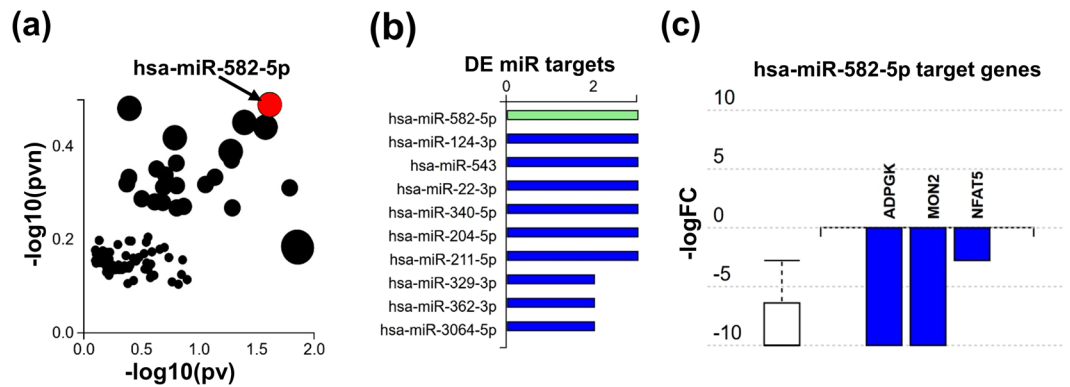 (a)
hsa-miR-582-5p
0.4
0.2
0.0
-log10(pvn)
0.0 0.5 1.0 1.5 2.0
-log10(pv)
(b)
DE miR targets
0 2
hsa-miR-582-5p
hsa-miR-124-3p
hsa-miR-543
hsa-miR-22-3p
hsa-miR-340-5p
hsa-miR-204-5p
hsa-miR-211-5p
hsa-miR-329-3p
hsa-miR-362-3p
hsa-miR-3064-5p
(c)
hsa-miR-582-5p target genes
10
5
0
-5
-10
-logFC
ADPGK
MON2
NFAT5